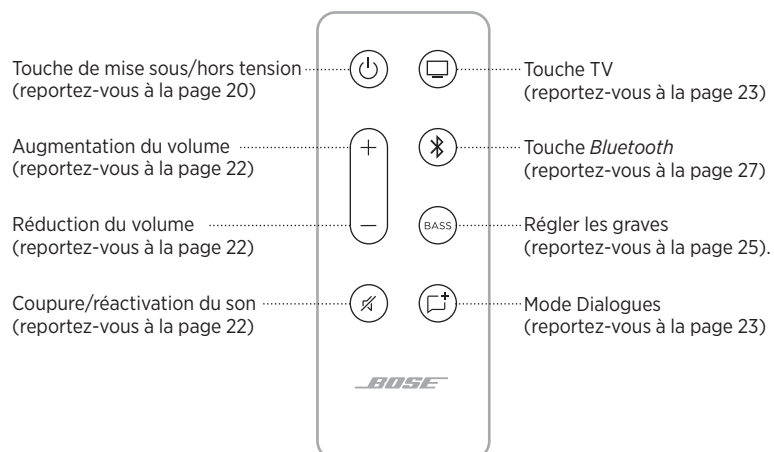 Touche de mise sous/hors tension
(reportez-vous à la page 20)
Augmentation du volume
(reportez-vous à la page 22)
Réduction du volume
(reportez-vous à la page 22)
Coupure/réactivation du son
(reportez-vous à la page 22)
BASS
BOSE
Touche TV
(reportez-vous à la page 23)
Touche Bluetooth
(reportez-vous à la page 27)
Régler les graves
(reportez-vous à la page 25).
Mode Dialogues
(reportez-vous à la page 23)